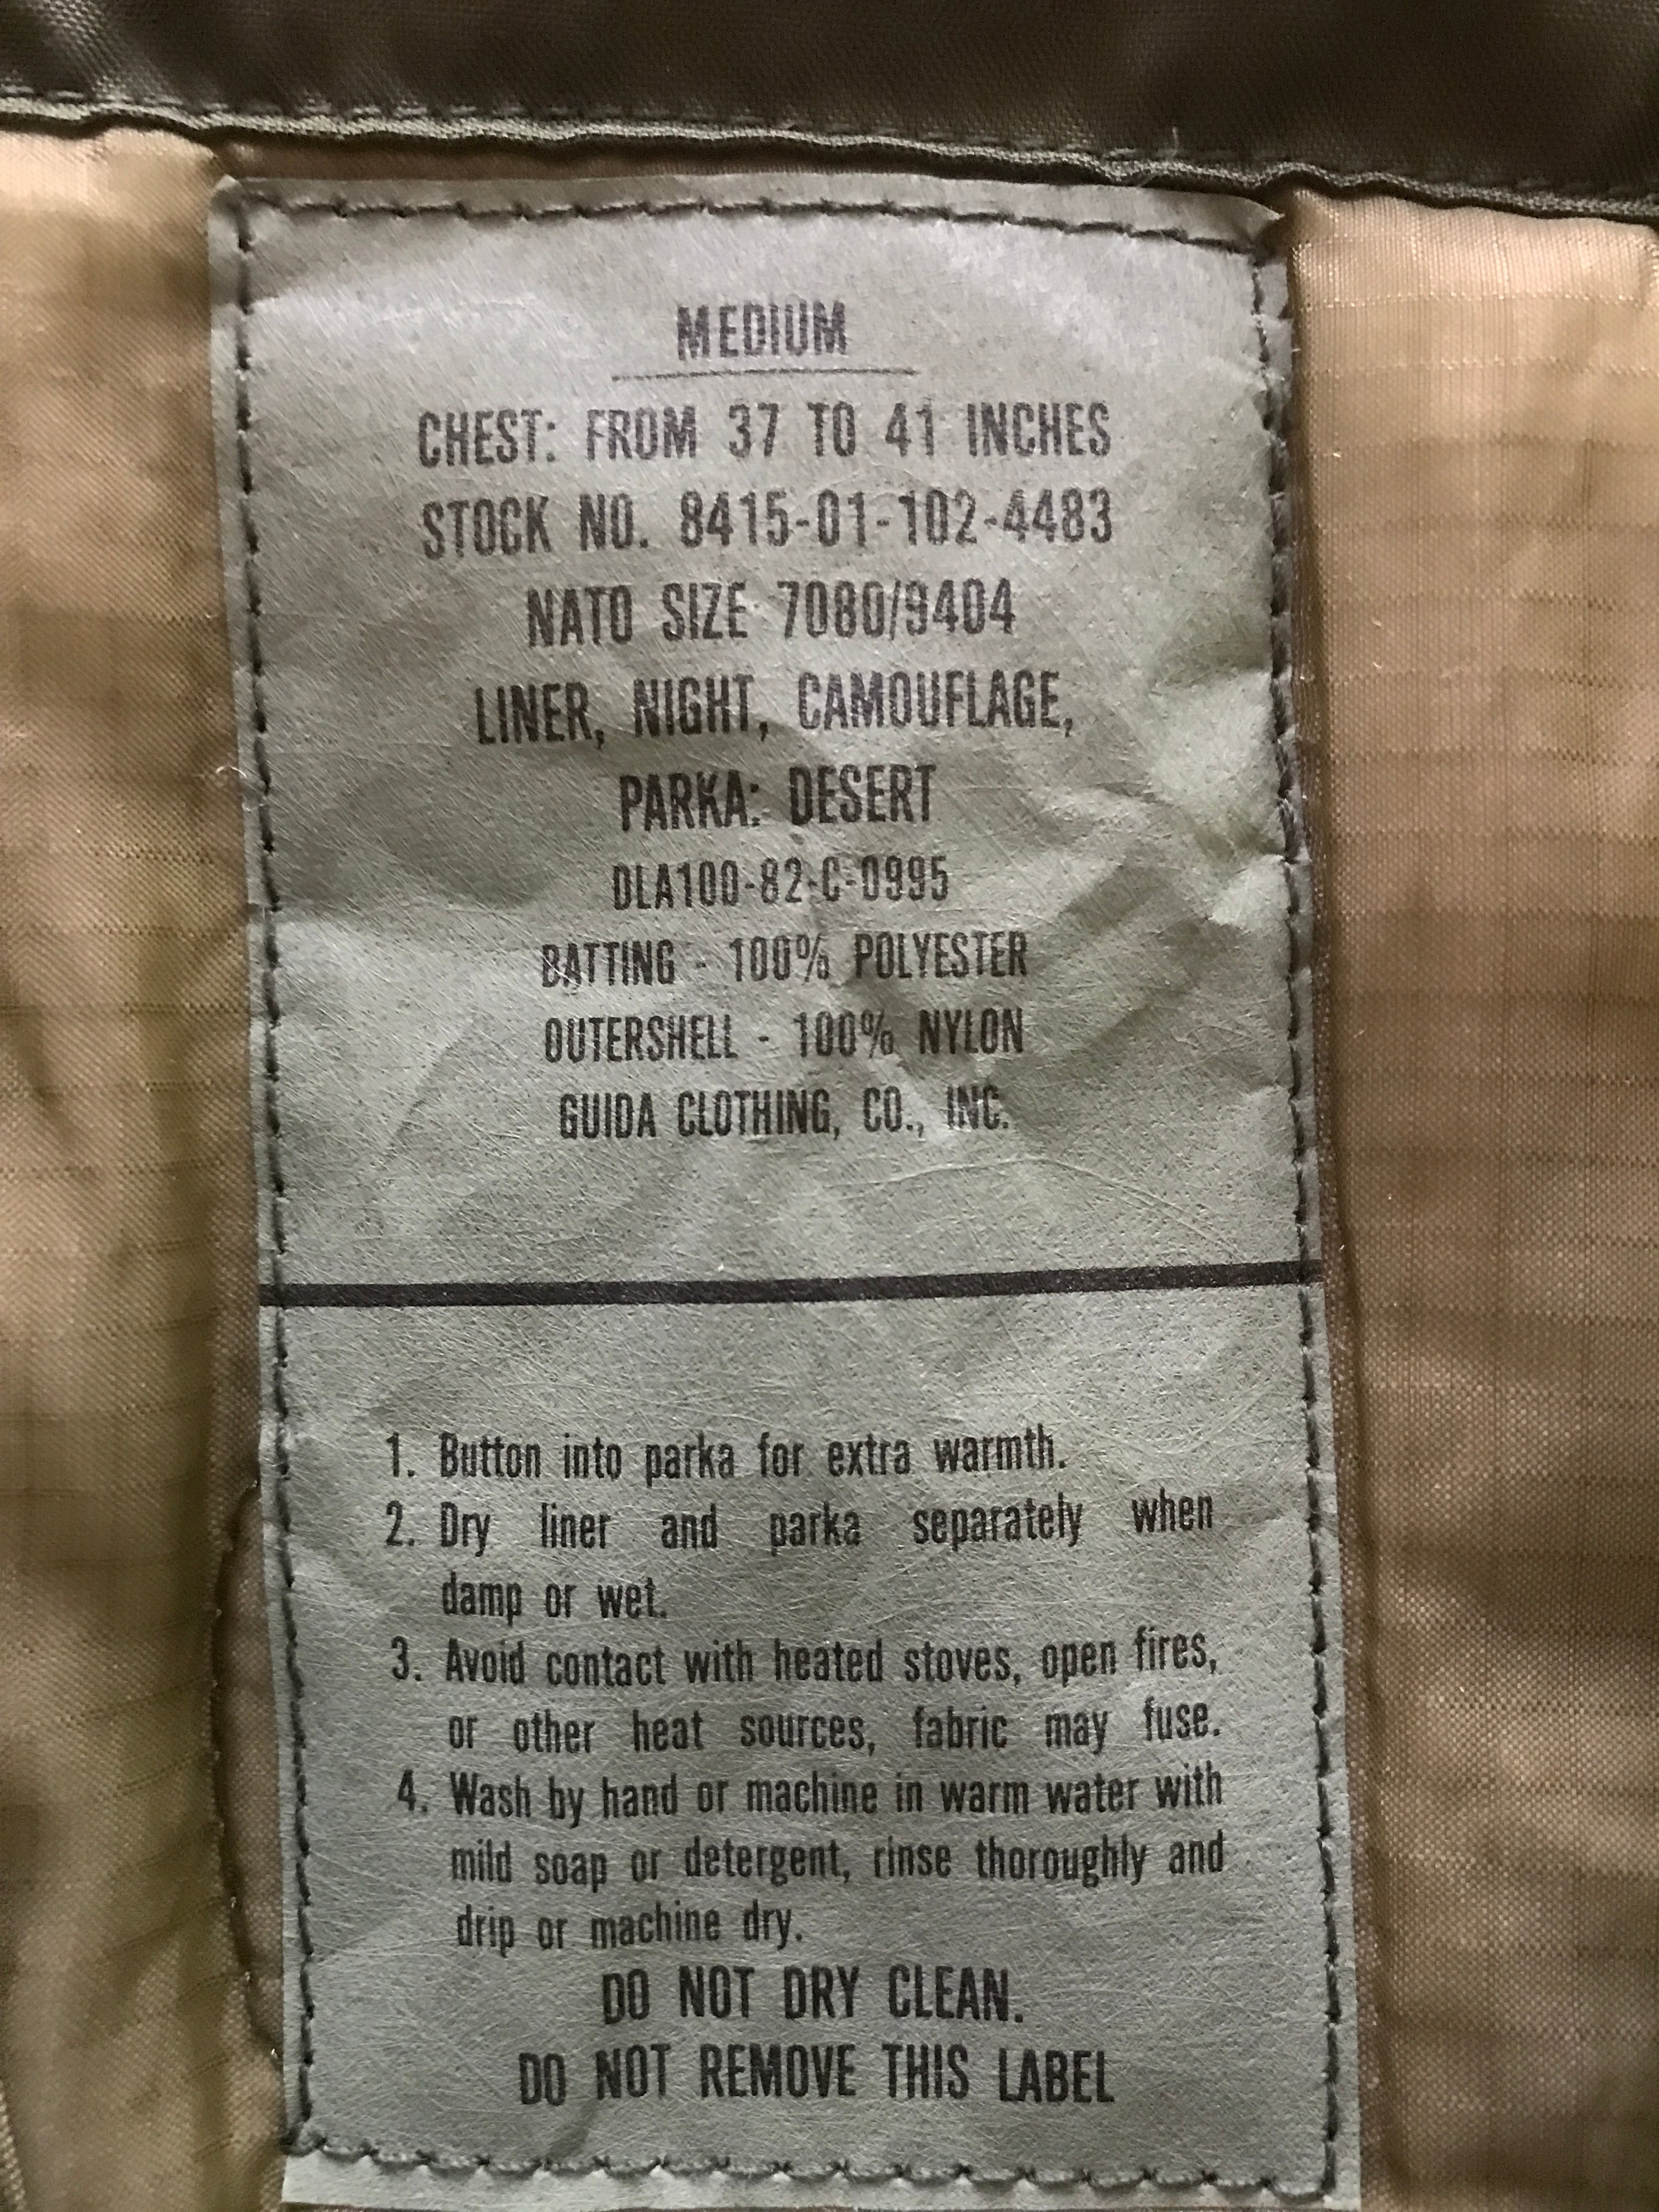 MEDIUM
CHEST: FROM 37 TO 41 INCHES
STOCK NO. 8415-01-102-4483
NATO SIZE 7080/9404
LINER, NIGHT, CAMOUFLAGE,
PARKA: DESERT
DLA100-82-C-0995
BATTING - 100% POLYESTER
OUTERSHELL - 100% NYLON
GUIDA CLOTHING, CO., INC.
1. Button into parka for extra warmth.
2. Dry liner and parka separately when
damp or wet.
3. Avoid contact with heated stoves, open fires,
or other heat sources, fabric may fuse.
4. Wash by hand or machine in warm water with
mild soap or detergent, rinse thoroughly and
drip or machine dry.
DO NOT DRY CLEAN.
DO NOT REMOVE THIS LABEL